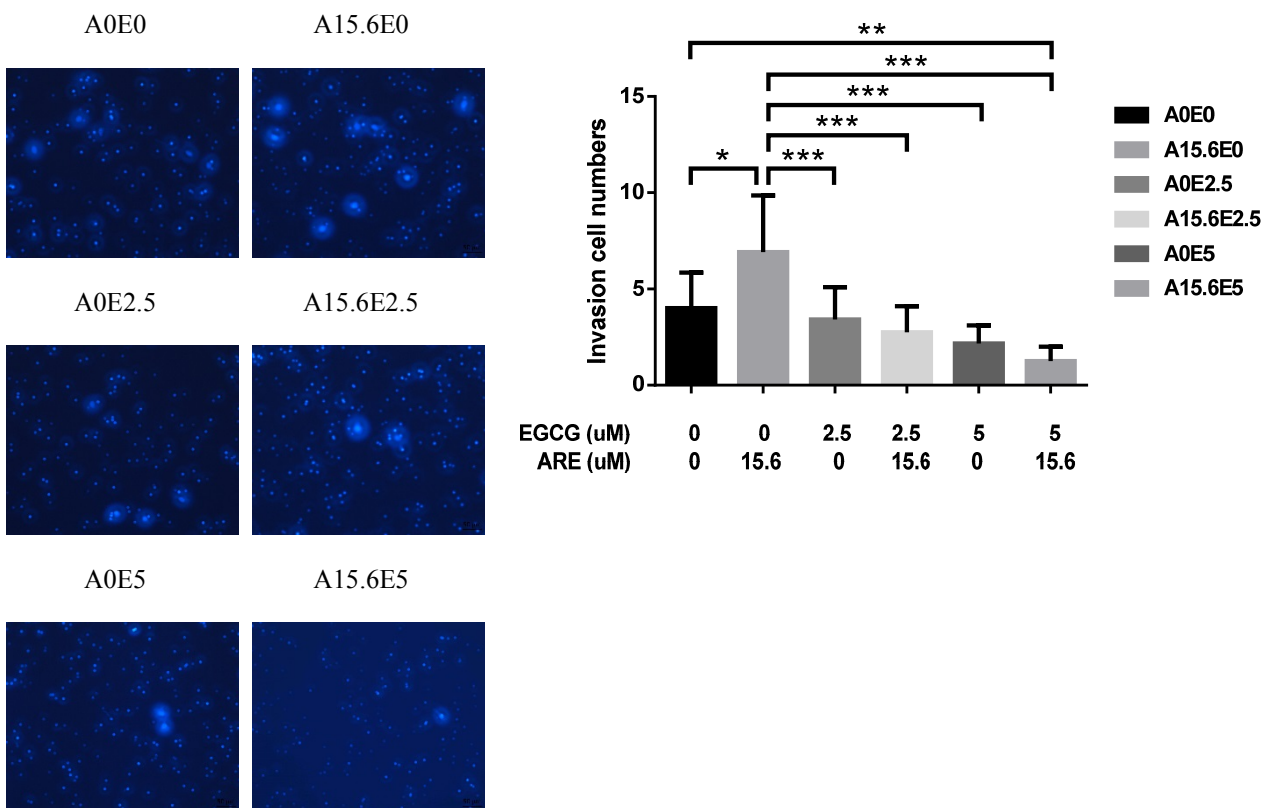 A0E0 A15.6E0
A0E2.5 A15.6E2.5
A0E5 A15.6E5
**
***
***
***
* ***
Invasion cell numbers
15
10
5
0
EGCG (uM) 0 0 2.5 2.5 5 5
ARE (uM) 0 15.6 0 15.6 0 15.6
A0E0
A15.6E0
A0E2.5
A15.6E2.5
A0E5
A15.6E5